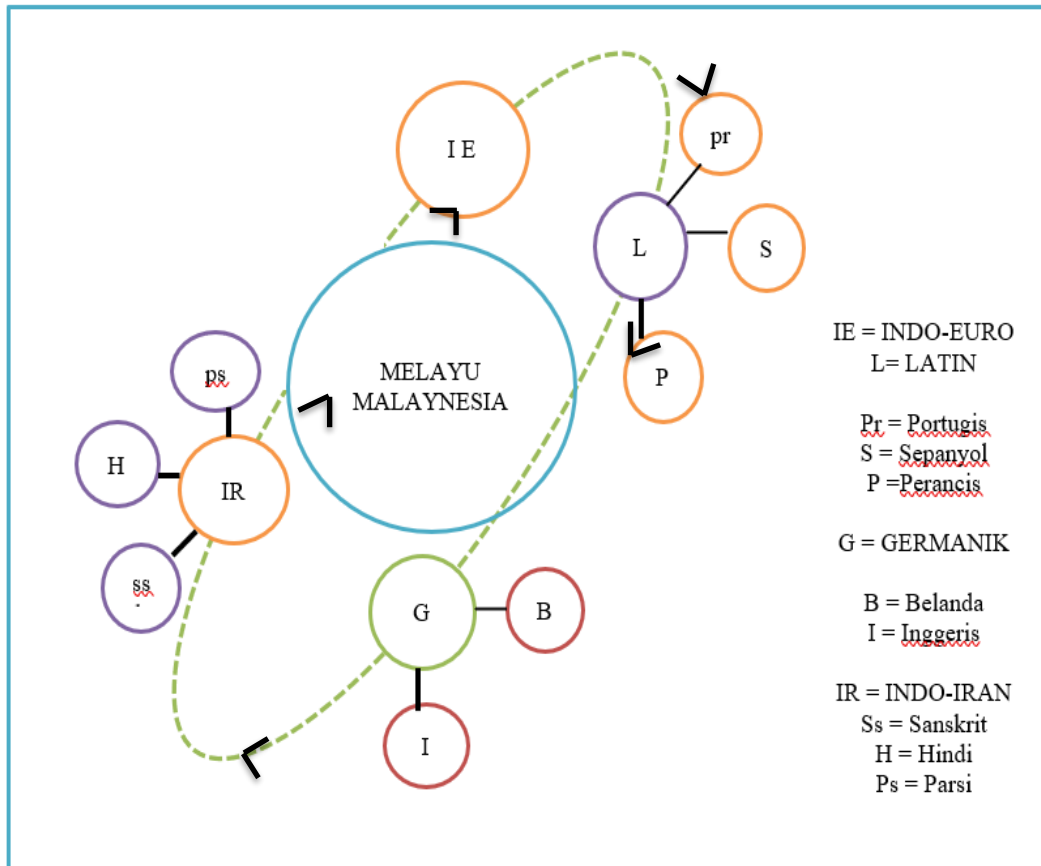 I E
pr
L
S
P
MELAYU
MALAYNESIA
ps
H
IR
ss
G
B
I
IE = INDO-EURO
L= LATIN
Pr = Portugis
S = Sepanyol
P =Perancis
G = GERMANIK
B = Belanda
I = Inggeris
IR = INDO-IRAN
Ss = Sanskrit
H = Hindi
Ps = Parsi